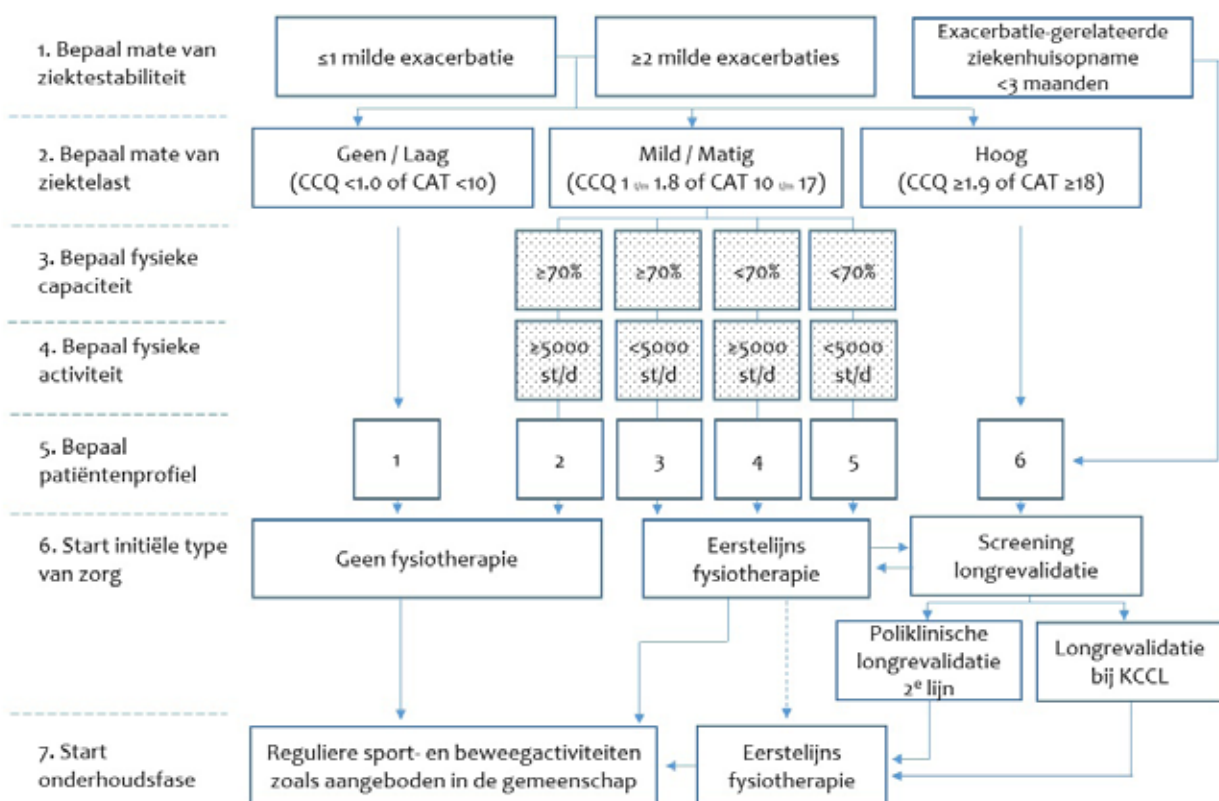 1. Bepaal mate van
ziektestabiliteit
≤1 milde exacerbatie
≥2 milde exacerbaties
Exacerbatie-gerelateerde
ziekenhuisopname
<3 maanden
2. Bepaal mate van
ziektelast
Geen / Laag
(CCQ <1.0 of CAT <10)
Mild / Matig
(CCQ 1 t/m 1.8 of CAT 10 t/m 17)
Hoog
(CCQ ≥1.9 of CAT ≥18)
3. Bepaal fysieke
capaciteit
≥70%
≥70%
<70%
<70%
4. Bepaal fysieke
activiteit
≥5000
st/d
<5000
st/d
≥5000
st/d
<5000
st/d
5. Bepaal
patiëntenprofiel
1
2
3
4
5
6
6. Start initiële type
van zorg
Geen fysiotherapie
Eerstelijns
fysiotherapie
Screening
longrevalidatie
Poliklinische
longrevalidatie
2e lijn
Longrevalidatie
bij KCCL
7. Start
onderhoudsfase
Reguliere sport- en beweegactiviteiten
zoals aangeboden in de gemeenschap
Eerstelijns
fysiotherapie